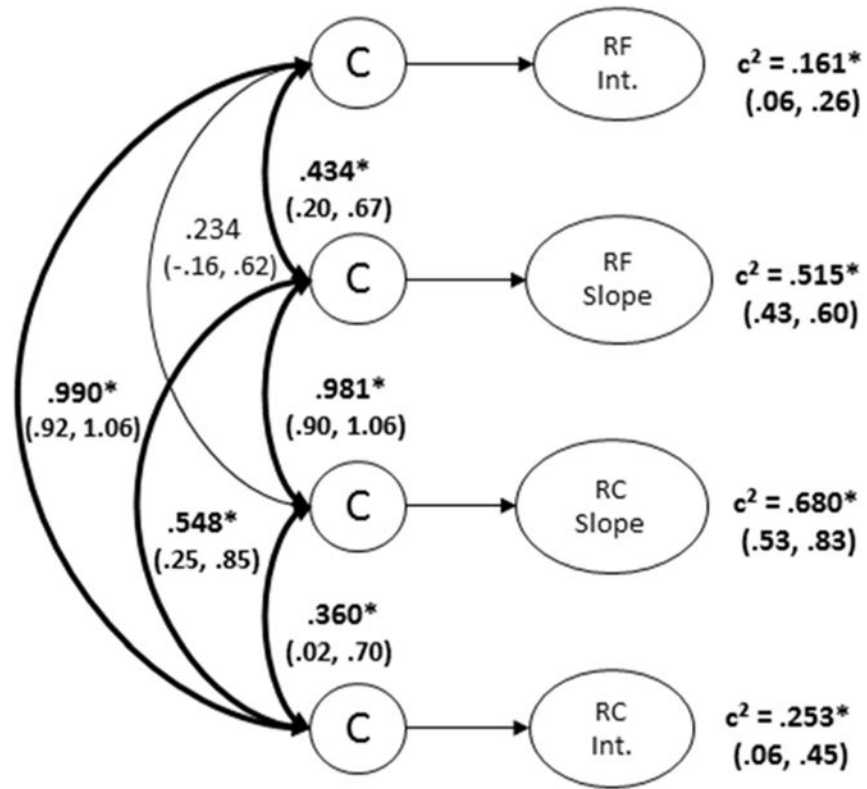 C
RF
Int.
c² = .161*
(.06, .26)
.434*
(.20, .67)
.234
(-.16, .62)
C
RF
Slope
c² = .515*
(.43, .60)
.990*
(.92, 1.06)
.981*
(.90, 1.06)
C
RC
Slope
c² = .680*
(.53, .83)
.548*
(.25, .85)
.360*
(.02, .70)
C
RC
Int.
c² = .253*
(.06, .45)